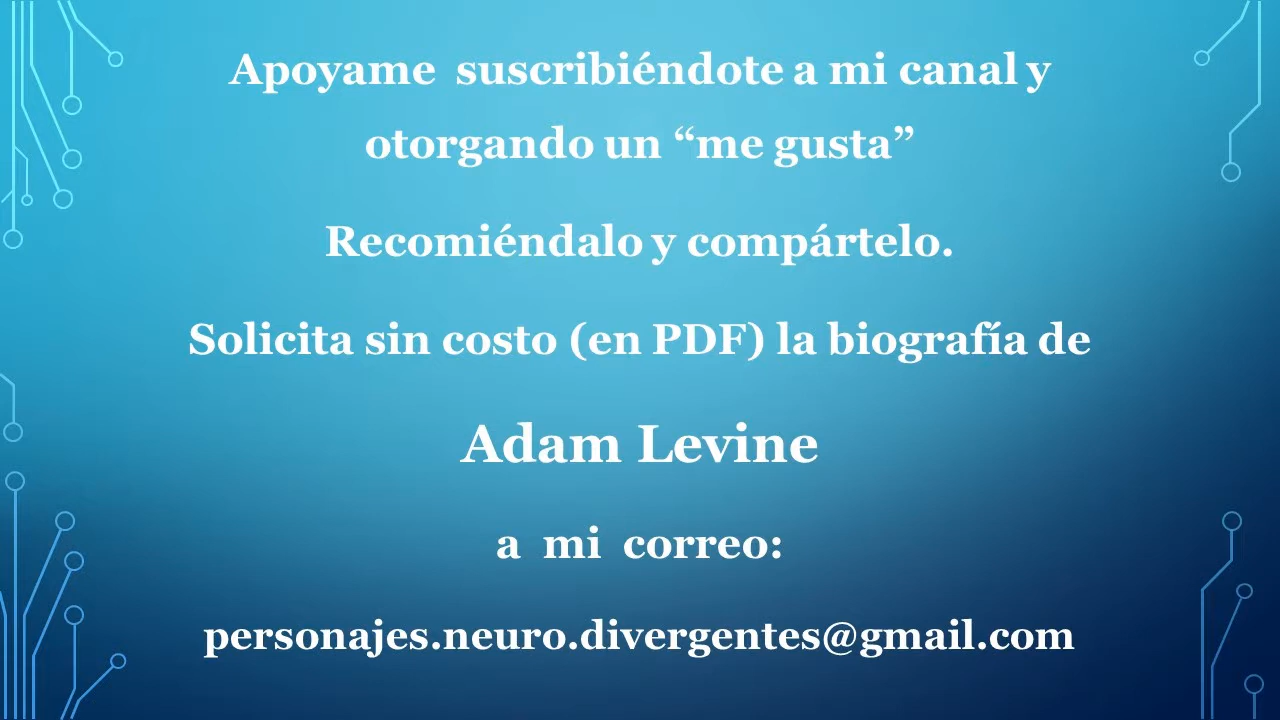 Apoyame suscribiéndote a mi canal y
otorgando un “me gusta”
Recomiéndalo y compártelo.
Solicita sin costo (en PDF) la biografía de
Adam Levine
a mi correo:
personajes.neuro.divergentes@gmail.com